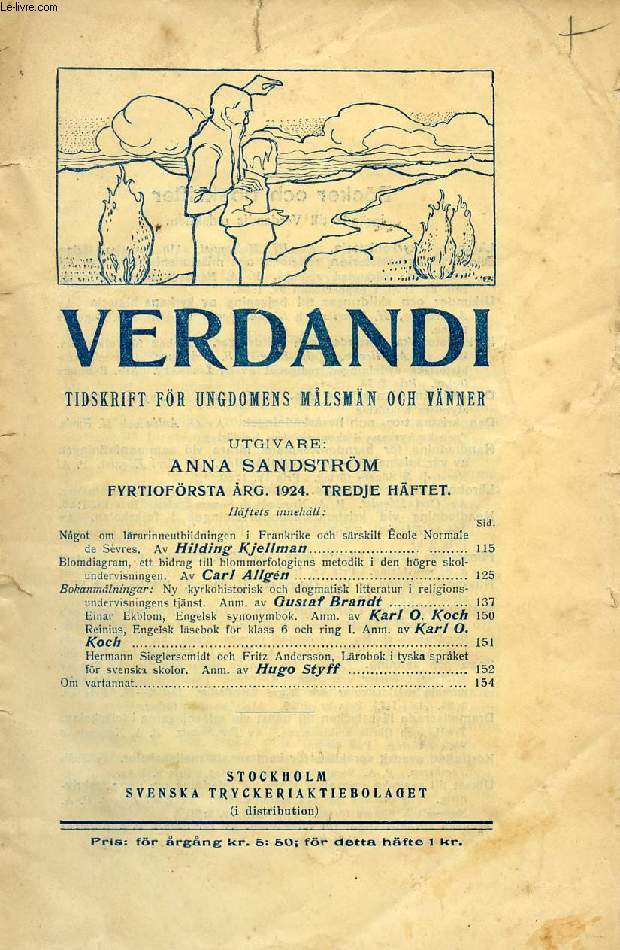 Le-livre.com
VERDANDI
TIDSKRIFT FÖR UNGDOMENS MÅLSMÄN OCH VÄNNER
UTGIVARE:
ANNA SANDSTRÖM
FYRTIOFÖRSTA ÅRG. 1924. TREDJE HÄFTET.
Häftets innehåll:
Sid.
Något om lärarinneutbildningen i Frankrike och särskilt École Normale
de Sèvres. Av Hilding Kjellman 115
Blomdiagram, ett bidrag till blommorfologiens metodik i den högre skol-
undervisningen. Av Carl Allgén 125
Bokanmälningar: Ny kyrkohistorisk och dogmatisk litteratur i religions-
undervisningens tjänst. Anm. av Gustaf Brandt 137
Einar Ekblom, Engelsk synonymbok. Anm. av Karl O. Koch 150
Reinius, Engelsk läsebok för klass 6 och ring I. Anm. av Karl O.
Koch 151
Hermann Sieglerscmidt och Fritz Andersson, Lärobok i tyska språket
för svenska skolor. Anm. av Hugo Styff 152
Om vartannat 154
STOCKHOLM
SVENSKA TRYCKERIAKTIEBOLAGET
(i distribution)
Pris: för årgång kr. 5: 50; för detta häfte 1 kr.